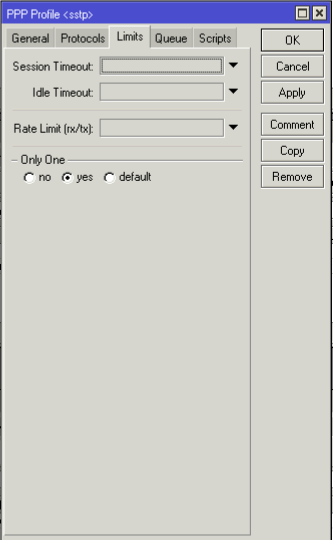 PPP Profile <sstp>
General Protocols Limits Queue Scripts
Session Timeout:
Idle Timeout:
Rate Limit (rx/tx):
Only One
no yes default
OK
Cancel
Apply
Comment
Copy
Remove